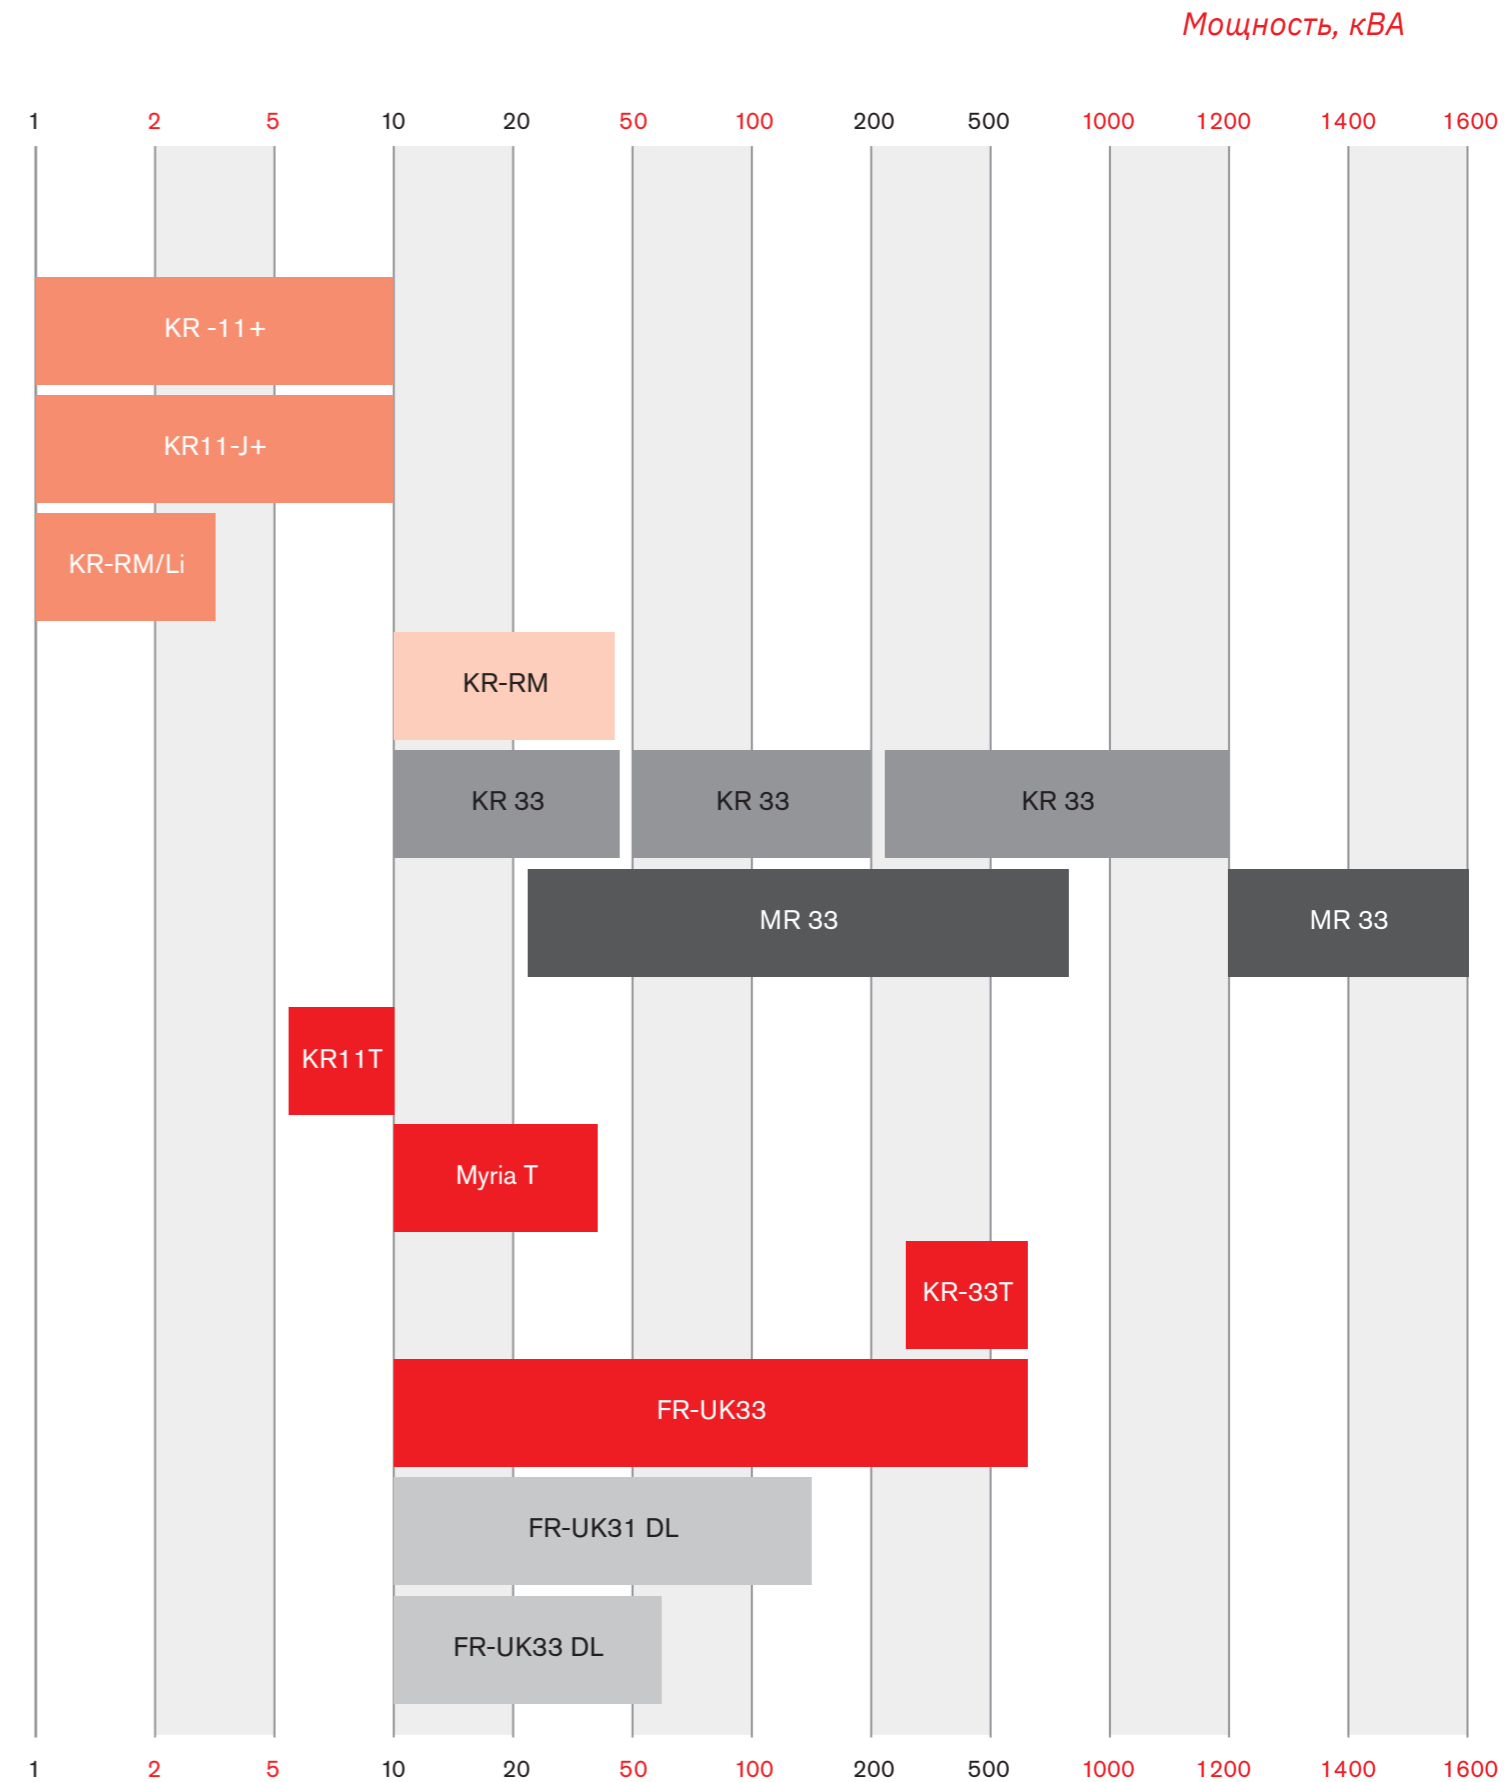 Мощность, кВА
1 2 5 10 20 50 100 200 500 1000 1200 1400 1600
KR -11+
KR11-J+
KR-RM/Li
KR-RM
KR 33 KR 33 KR 33
MR 33 MR 33
KR11T
Myria T
KR-33T
FR-UK33
FR-UK31 DL
FR-UK33 DL
1 2 5 10 20 50 100 200 500 1000 1200 1400 1600